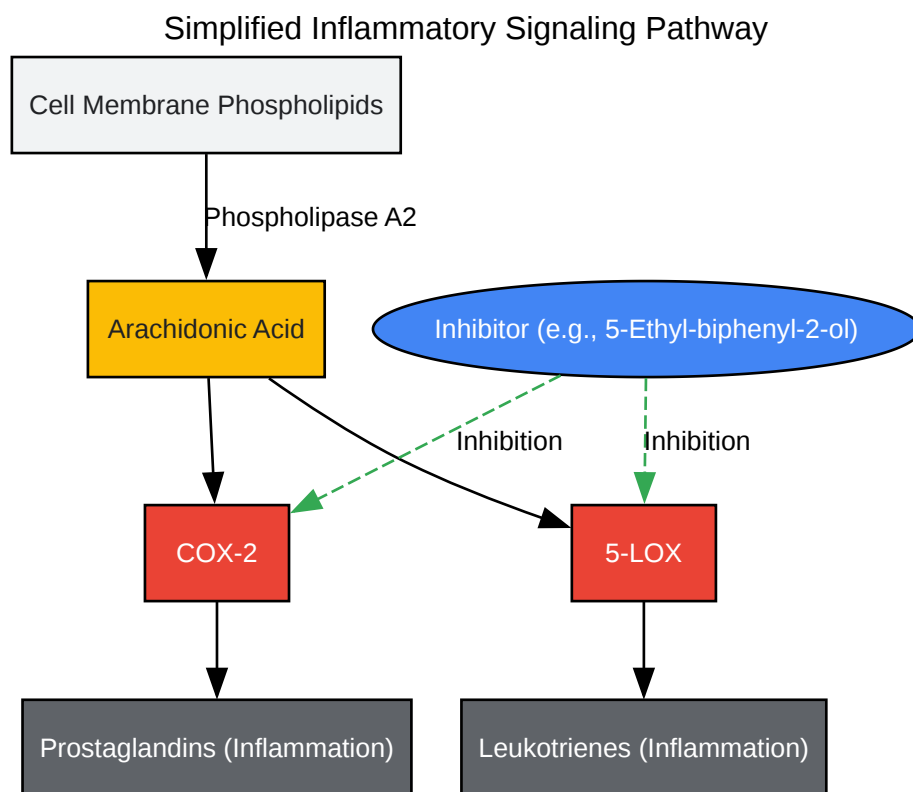 Simplified Inflammatory Signaling Pathway
Cell Membrane Phospholipids
Phospholipase A2
Arachidonic Acid
Inhibitor (e.g., 5-Ethyl-biphenyl-2-ol)
Inhibition
Inhibition
COX-2
5-LOX
Prostaglandins (Inflammation)
Leukotrienes (Inflammation)